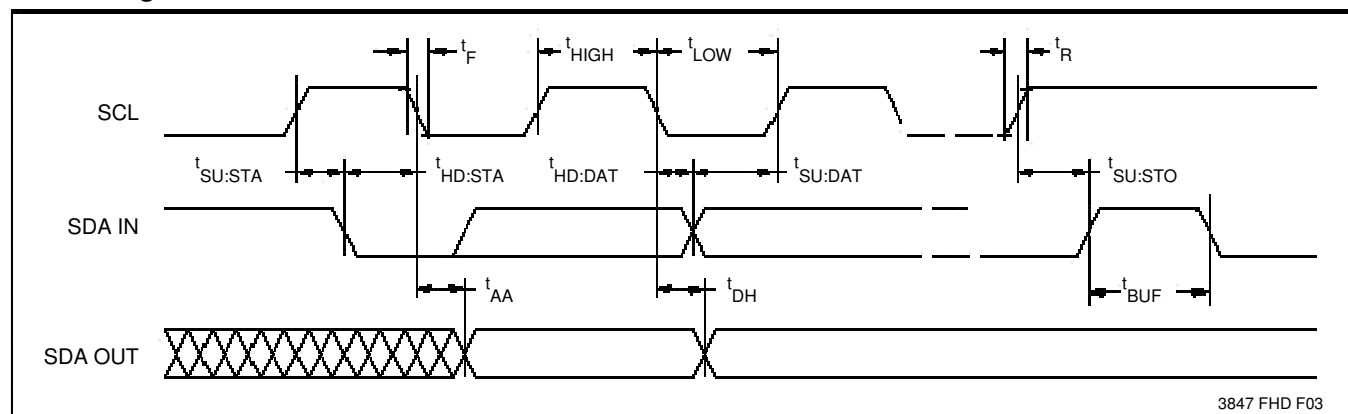 tF tHIGH tLOW tR
SCL
tSU:STA tHD:STA tHD:DAT tSU:DAT tSU:STO
SDA IN
tAA tDH tBUF
SDA OUT
3847 FHD F03